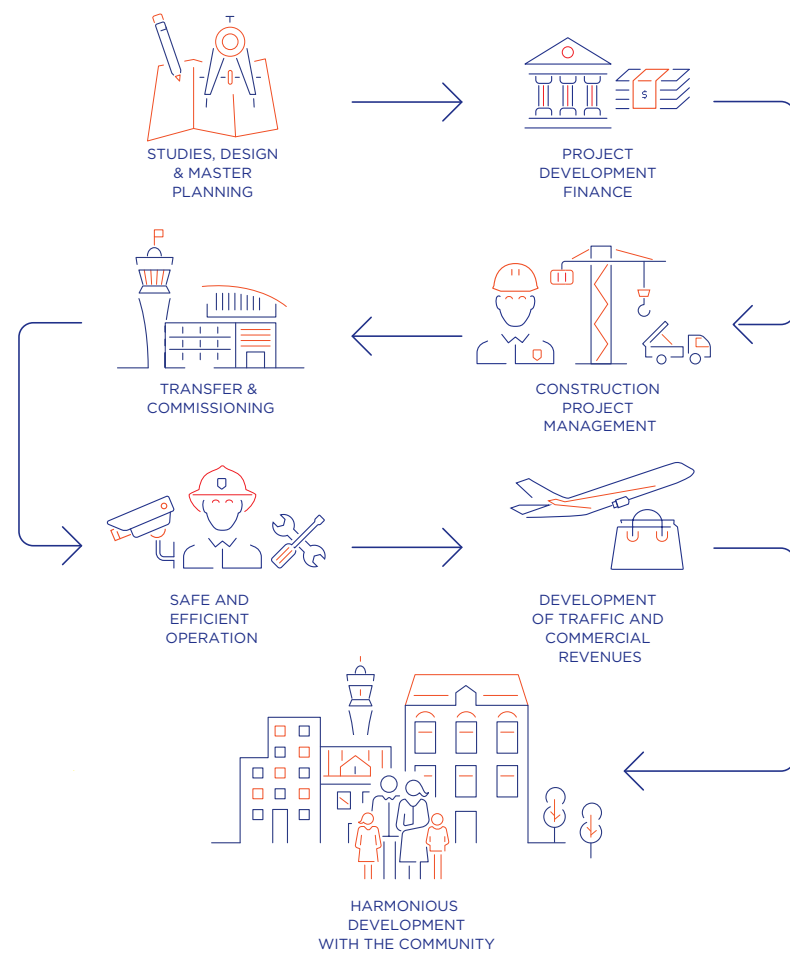 STUDIES, DESIGN
& MASTER
PLANNING
$
PROJECT
DEVELOPMENT
FINANCE
CONSTRUCTION
PROJECT
MANAGEMENT
TRANSFER &
COMMISSIONING
SAFE AND
EFFICIENT
OPERATION
DEVELOPMENT
OF TRAFFIC AND
COMMERCIAL
REVENUES
HARMONIOUS
DEVELOPMENT
WITH THE COMMUNITY